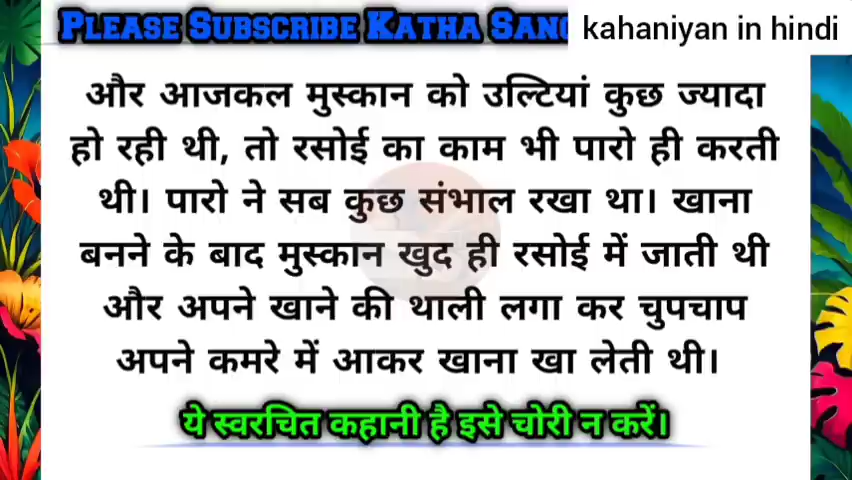 PLEASE SUBSCRIBE KATHA
kahaniyan in hindi
और आजकल मुस्कान को उल्टियां कुछ ज्यादा
हो रही थी, तो रसोई का काम भी पारो ही करती
थी। पारो ने सब कुछ संभाल रखा था। खाना
बनने के बाद मुस्कान खुद ही रसोई में जाती थी
और अपने खाने की थाली लगा कर चुपचाप
अपने कमरे में आकर खाना खा लेती थी।
ये स्वरचित कहानी है इसे चोरी न करें।